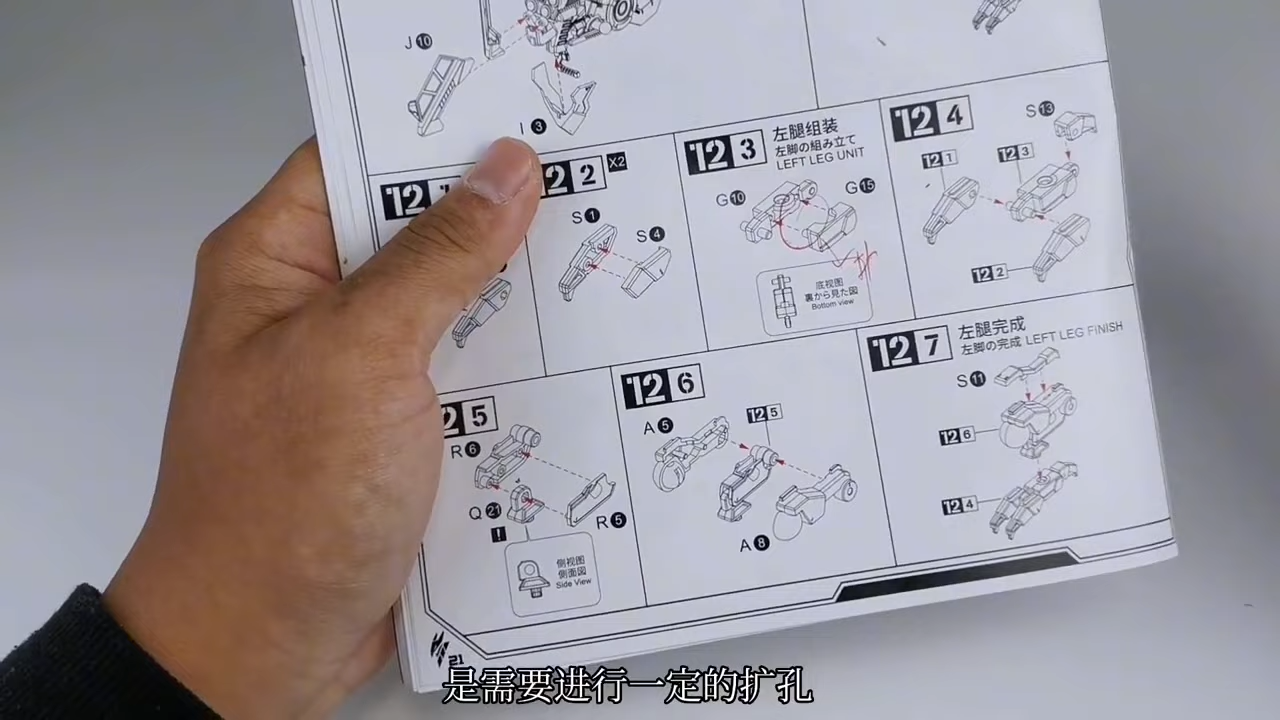 J 10
I 3
12 1
2 2 X2
S 1
S 4
12 3
左腿组装
左脚の組み立て
LEFT LEG UNIT
G 10
G 15
扩
底视图
裏から見た図
Bottom view
12 4
S 13
12 1
12 3
12 2
2 5
R 6
Q 21
!
R 5
侧视图
側面図
Side View
12 6
A 5
12 5
A 8
12 7
左腿完成
左脚の完成 LEFT LEG FINISH
S 11
12 6
12 4
21
是需要进行一定的扩孔